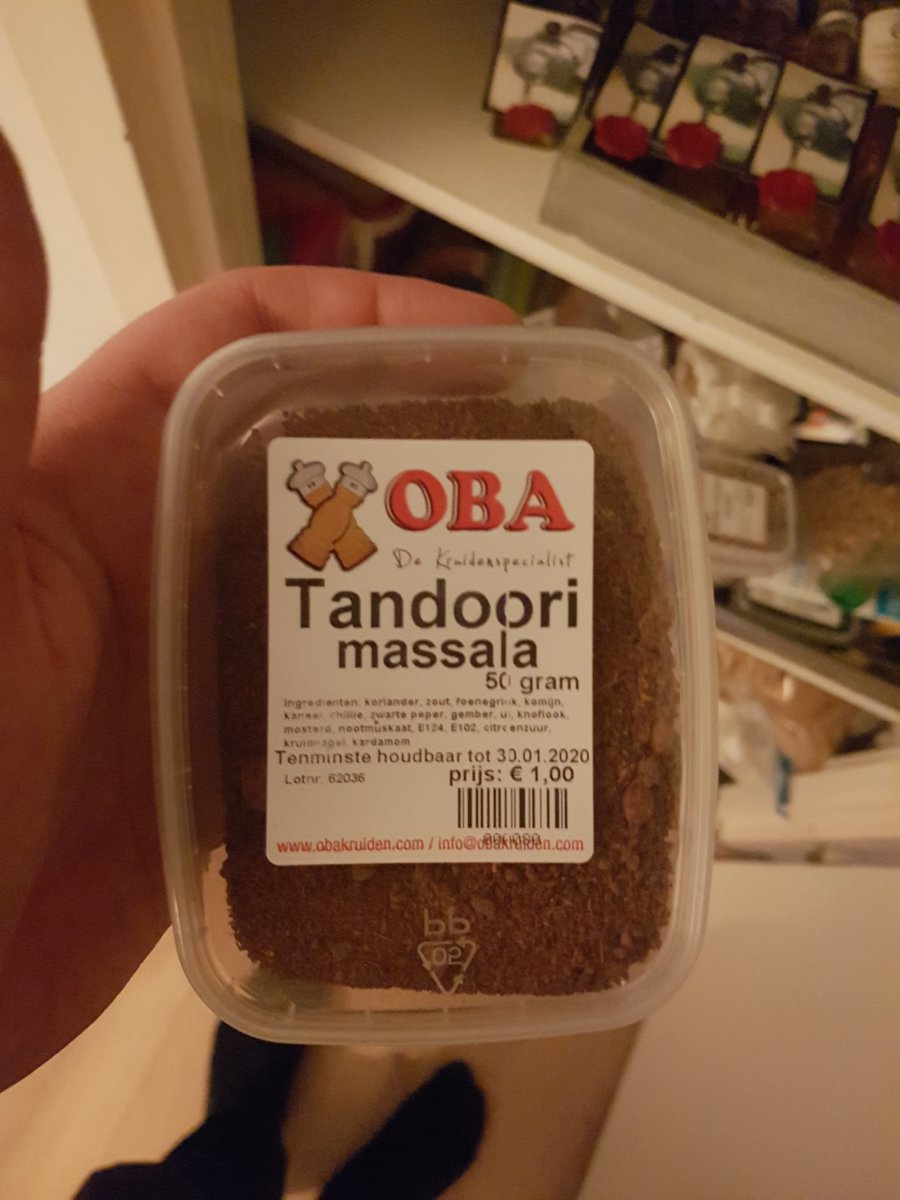 OBA
De Kruidenspecialist
Tandoori
massala
50 gram
Ingredienten, koriander, zout, foenegriek, komijn,
kaneel, chillie, zwarte peper, gember, ui, knoflook,
mosterd, nootmuskaat, E124, E102, citroenzuur,
kruidnagel, kardamom
Tenminste houdbaar tot 30.01.2020
Lotnr. 62036
prijs: € 1,00
www.obakruiden.com / info@obakruiden.com